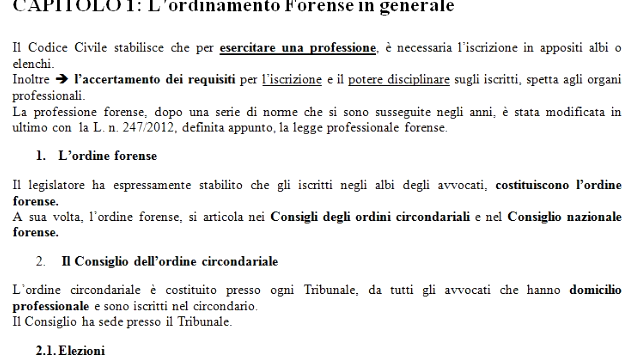 CAPITOLO 1: L'ordinamento Forense in generale
Il Codice Civile stabilisce che per esercitare una professione, è necessaria l'iscrizione in appositi albi o
elenchi.
Inoltre ➔ l'accertamento dei requisiti per l'iscrizione e il potere disciplinare sugli iscritti, spetta agli organi
professionali.
La professione forense, dopo una serie di norme che si sono susseguite negli anni, è stata modificata in
ultimo con la L. n. 247/2012, definita appunto, la legge professionale forense.
1. L'ordine forense
Il legislatore ha espressamente stabilito che gli iscritti negli albi degli avvocati, costituiscono l'ordine
forense.
A sua volta, l'ordine forense, si articola nei Consigli degli ordini circondariali e nel Consiglio nazionale
forense.
2. Il Consiglio dell'ordine circondariale
L'ordine circondariale è costituito presso ogni Tribunale, da tutti gli avvocati che hanno domicilio
professionale e sono iscritti nel circondario.
Il Consiglio ha sede presso il Tribunale.
2.1. Elezioni